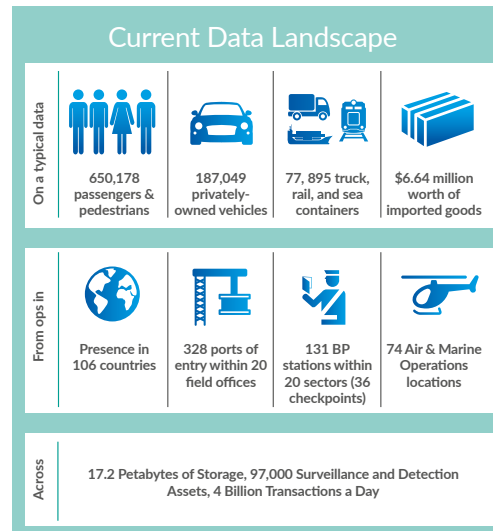 Current Data Landscape
On a typical data
650,178
passengers &
pedestrians
187,049
privately-
owned vehicles
77, 895 truck,
rail, and sea
containers
$6.64 million
worth of
imported goods
From ops in
Presence in
106 countries
328 ports of
entry within 20
field offices
131 BP
stations within
20 sectors (36
checkpoints)
74 Air & Marine
Operations
locations
Across
17.2 Petabytes of Storage, 97,000 Surveillance and Detection
Assets, 4 Billion Transactions a Day